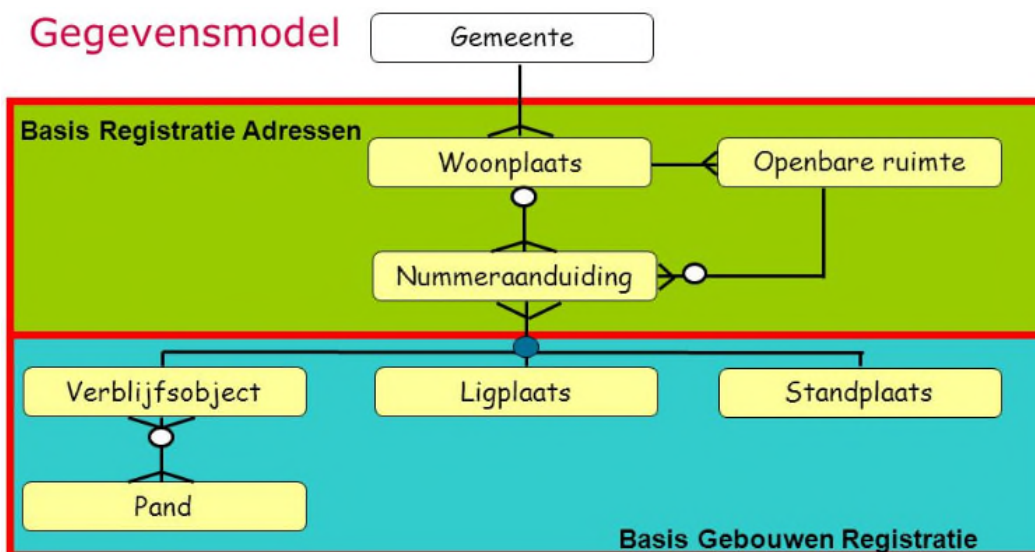 Gegevensmodel
Gemeente
Basis Registratie Adressen
Woonplaats
Openbare ruimte
Nummeraanduiding
Verblijfsobject
Ligplaats
Standplaats
Pand
Basis Gebouwen Registratie